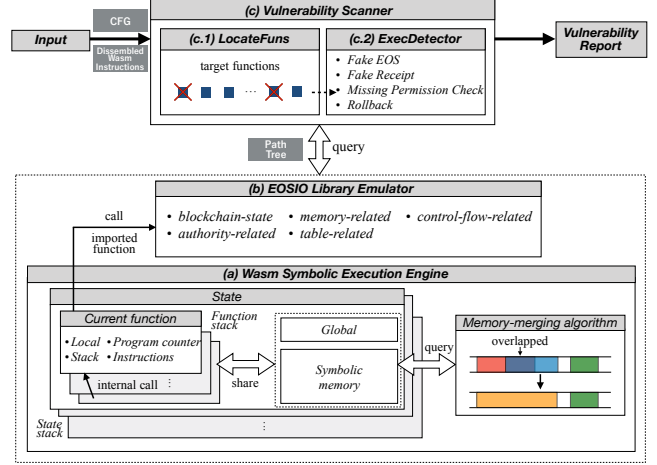 (c) Vulnerability Scanner
CFG
Input
Dissembled
Wasm
Instructions
(c.1) LocateFuns
target functions
...
(c.2) ExecDetector
• Fake EOS
• Fake Receipt
• Missing Permission Check
• Rollback
Vulnerability
Report
Path
Tree
query
(b) EOSIO Library Emulator
• blockchain-state • memory-related • control-flow-related
• authority-related • table-related
call
imported
function
(a) Wasm Symbolic Execution Engine
State
Current function
Function
stack
• Local • Program counter
• Stack • Instructions
internal call
share
Global
Symbolic
memory
query
Memory-merging algorithm
overlapped
State
stack